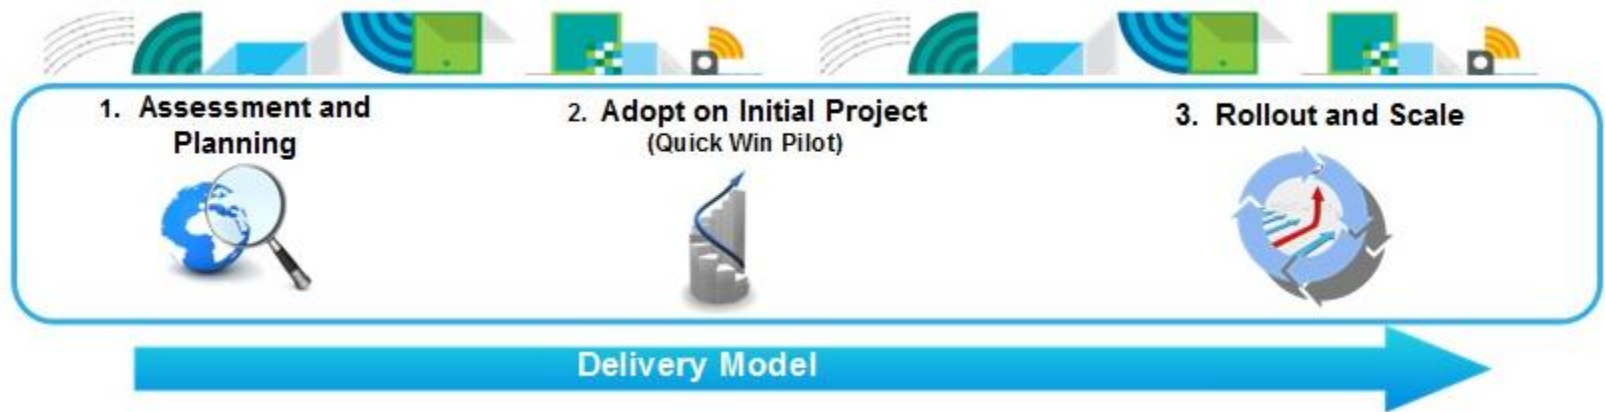 1. Assessment and
Planning
2. Adopt on Initial Project
(Quick Win Pilot)
3. Rollout and Scale
Delivery Model